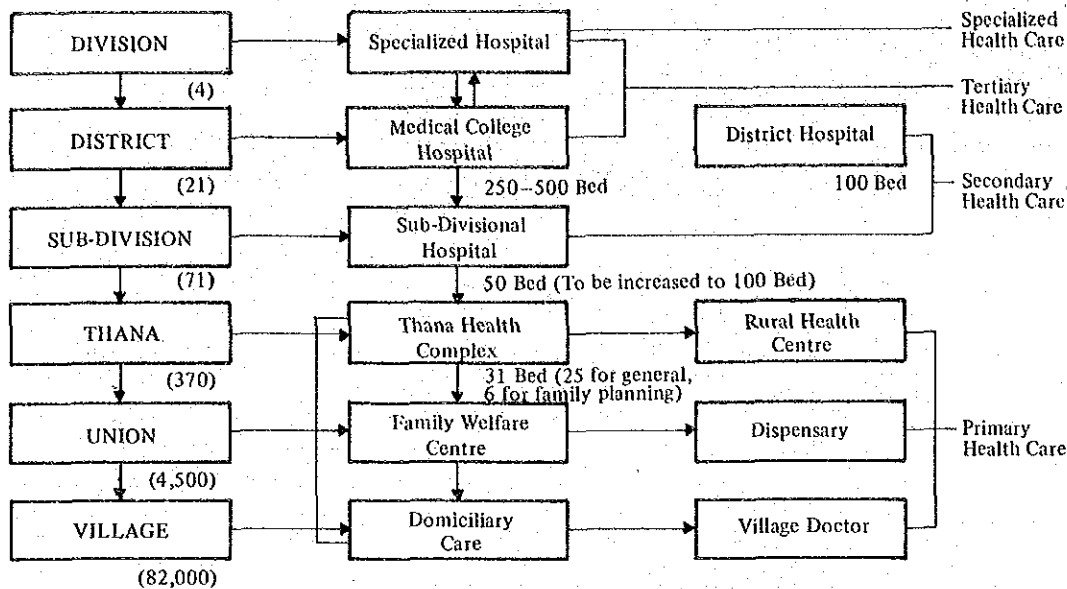 DIVISION
Specialized Hospital
Specialized
Health Care
(4)
Tertiary
Health Care
DISTRICT
Medical College
Hospital
District Hospital
(21)
250–500 Bed
100 Bed
Secondary
Health Care
SUB-DIVISION
Sub-Divisional
Hospital
(71)
50 Bed (To be increased to 100 Bed)
THANA
Thana Health
Complex
Rural Health
Centre
(370)
31 Bed (25 for general,
6 for family planning)
UNION
Family Welfare
Centre
Dispensary
Primary
Health Care
(4,500)
VILLAGE
Domiciliary
Care
Village Doctor
(82,000)